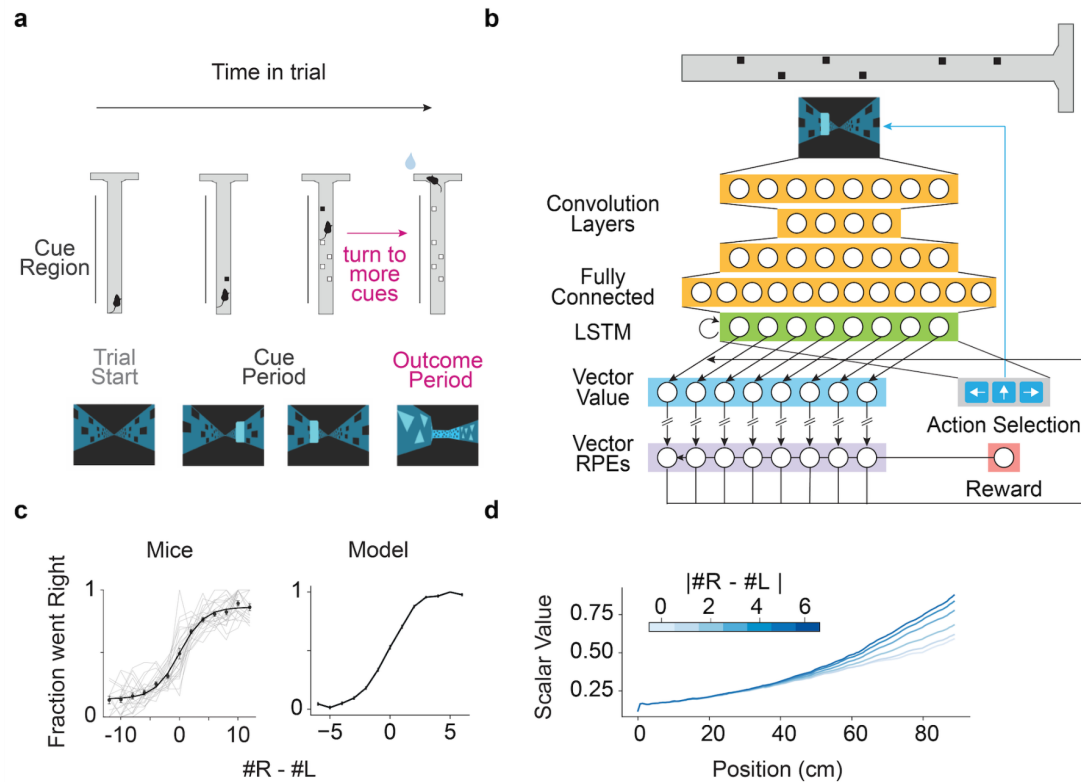 a
Time in trial
Cue
Region
turn to
more
cues
Trial
Start
Cue
Period
Outcome
Period
b
Convolution
Layers
Fully
Connected
LSTM
Vector
Value
Action Selection
Vector
RPEs
Reward
c
Mice
Model
Fraction went Right
1
0
-10
0
10
1
0
-5
0
5
#R - #L
d
|#R - #L |
0
2
4
6
Scalar Value
0.75
0.50
0.25
0
20
40
60
80
Position (cm)